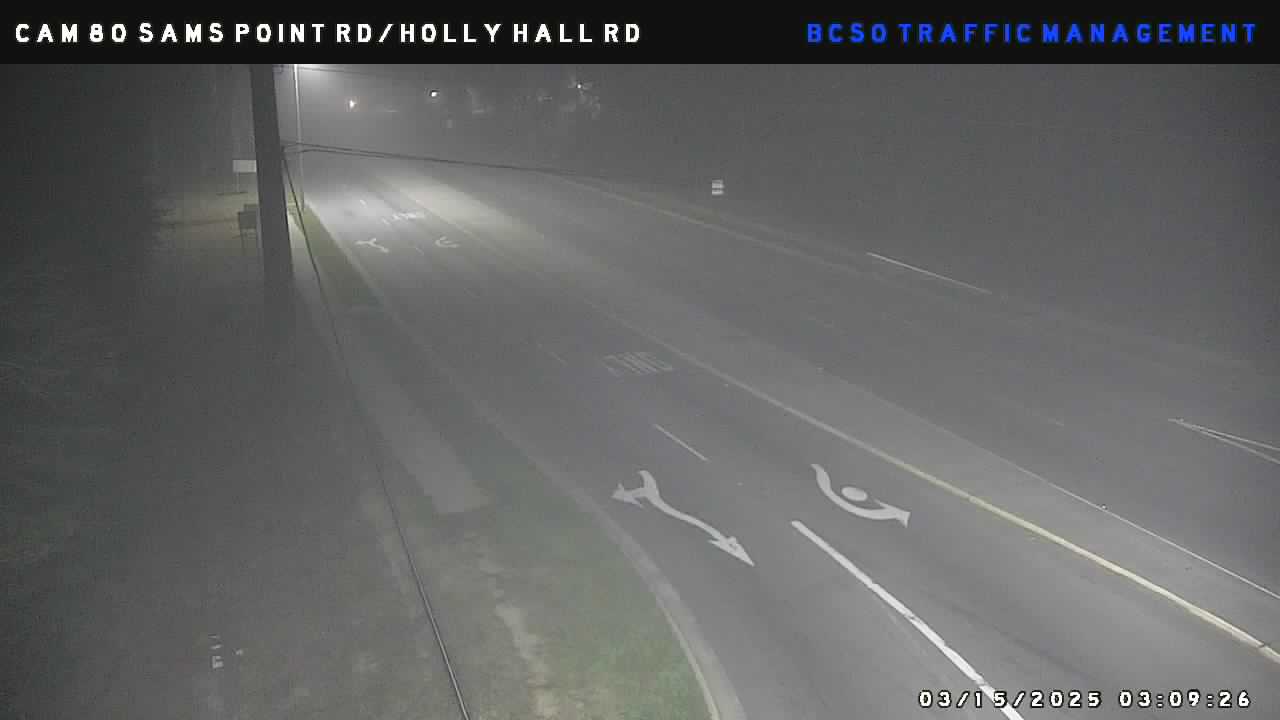 CAM 80 SAMS POINT RD/HOLLY HALL RD
BCSO TRAFFIC MANAGEMENT
03/15/2025 03:09:26